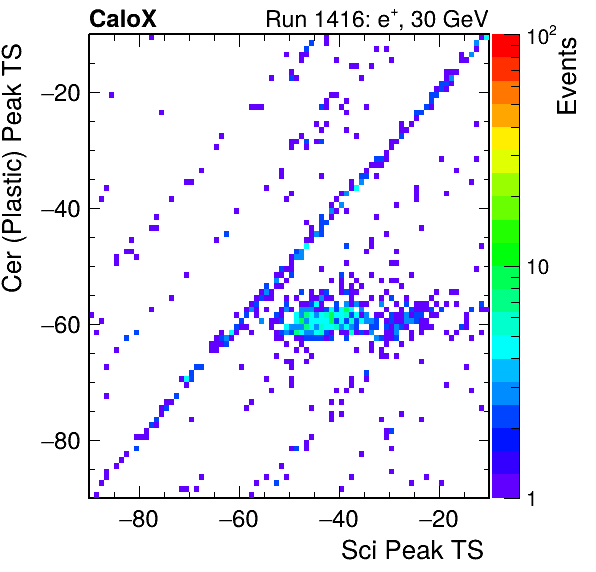 CaloX
Run 1416: e⁺, 30 GeV
Cer (Plastic) Peak TS
−20
−40
−60
−80
−80
−60
−40
−20
Sci Peak TS
10²
10
1
Events